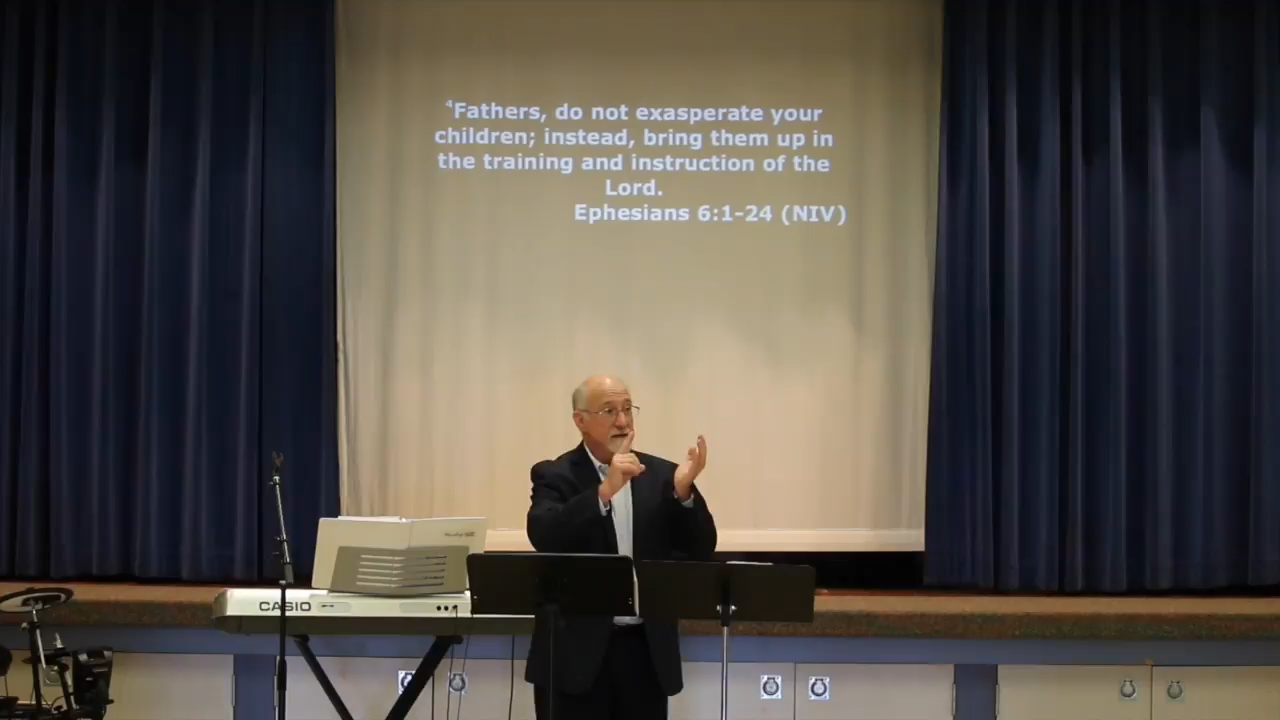 ⁴Fathers, do not exasperate your
children; instead, bring them up in
the training and instruction of the
Lord.
Ephesians 6:1-24 (NIV)
CASIO